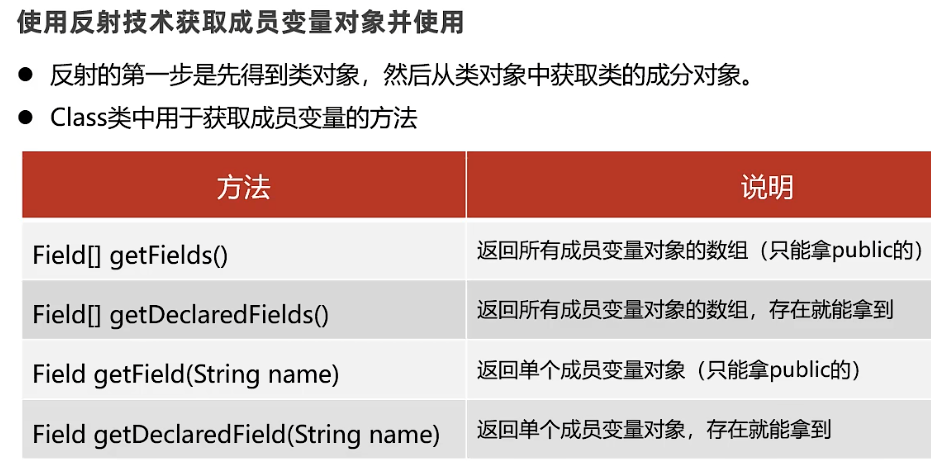 使用反射技术获取成员变量对象并使用
● 反射的第一步是先得到类对象，然后从类对象中获取类的成分对象。
● Class类中用于获取成员变量的方法
方法 说明
Field[] getFields() 返回所有成员变量对象的数组（只能拿public的）
Field[] getDeclaredFields() 返回所有成员变量对象的数组，存在就能拿到
Field getField(String name) 返回单个成员变量对象（只能拿public的）
Field getDeclaredField(String name) 返回单个成员变量对象，存在就能拿到